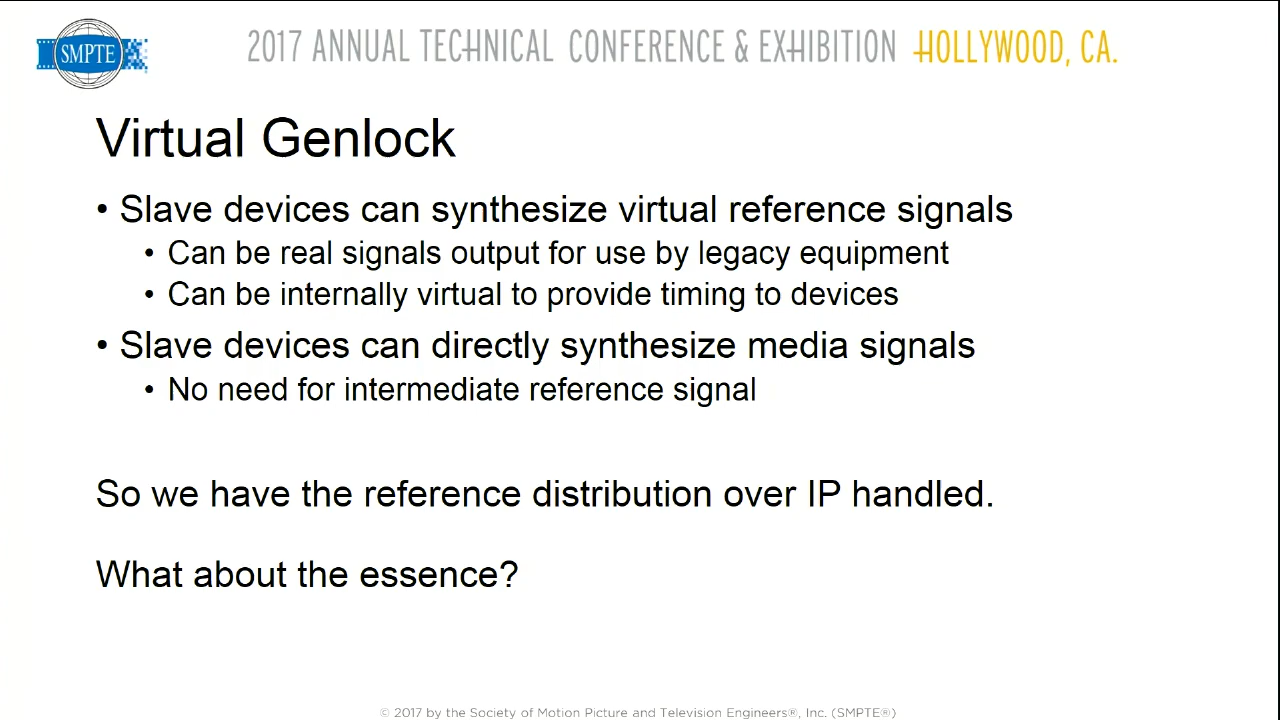 SMPTE
2017 ANNUAL TECHNICAL CONFERENCE & EXHIBITION HOLLYWOOD, CA.
Virtual Genlock
• Slave devices can synthesize virtual reference signals
• Can be real signals output for use by legacy equipment
• Can be internally virtual to provide timing to devices
• Slave devices can directly synthesize media signals
• No need for intermediate reference signal
So we have the reference distribution over IP handled.
What about the essence?
© 2017 by the Society of Motion Picture and Television Engineers®, Inc. (SMPTE®)